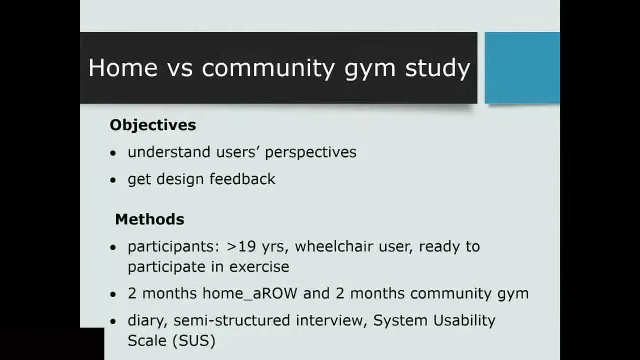 Home vs community gym study
Objectives
• understand users' perspectives
• get design feedback
Methods
• participants: >19 yrs, wheelchair user, ready to
participate in exercise
• 2 months home_aROW and 2 months community gym
• diary, semi-structured interview, System Usability
Scale (SUS)